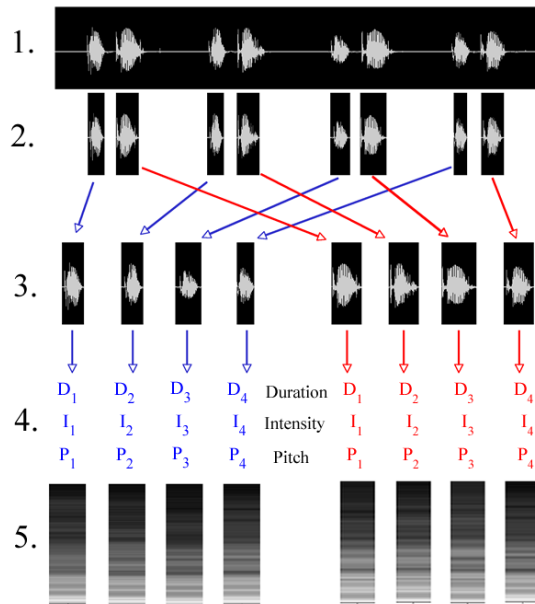 1.
2.
3.
D1 D2 D3 D4 Duration D1 D2 D3 D4
4. I1 I2 I3 I4 Intensity I1 I2 I3 I4
P1 P2 P3 P4 Pitch P1 P2 P3 P4
5.